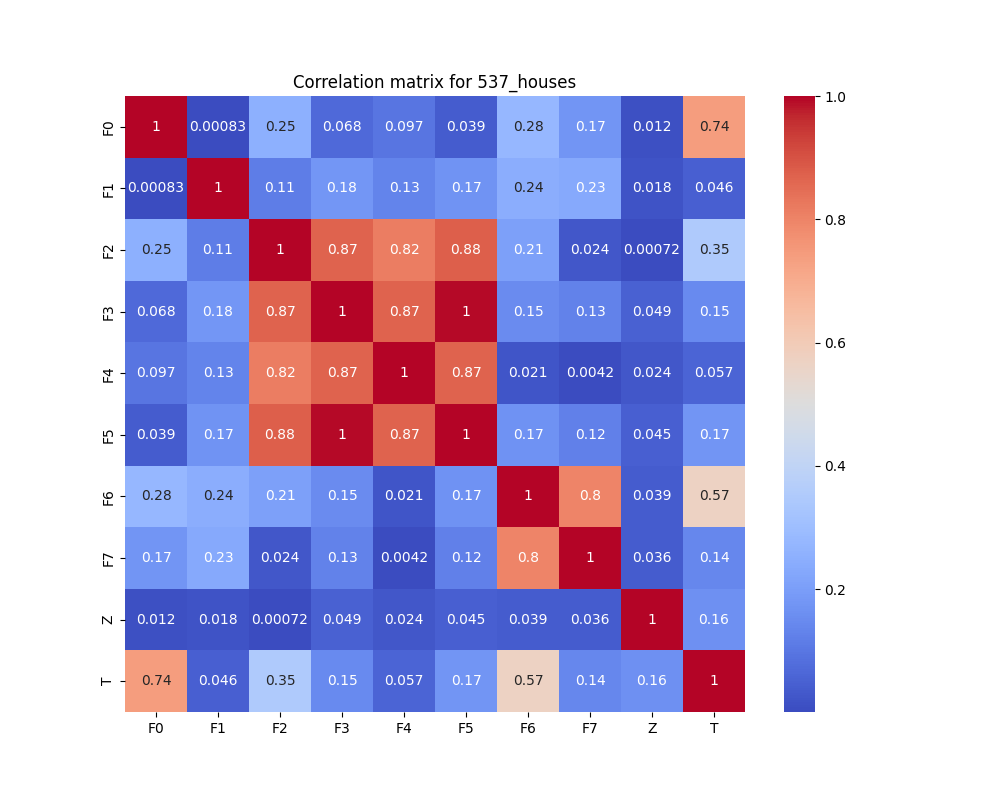 Correlation matrix for 537_houses
F0 1 0.00083 0.25 0.068 0.097 0.039 0.28 0.17 0.012 0.74
F1 0.00083 1 0.11 0.18 0.13 0.17 0.24 0.23 0.018 0.046
F2 0.25 0.11 1 0.87 0.82 0.88 0.21 0.024 0.00072 0.35
F3 0.068 0.18 0.87 1 0.87 1 0.15 0.13 0.049 0.15
F4 0.097 0.13 0.82 0.87 1 0.87 0.021 0.0042 0.024 0.057
F5 0.039 0.17 0.88 1 0.87 1 0.17 0.12 0.045 0.17
F6 0.28 0.24 0.21 0.15 0.021 0.17 1 0.8 0.039 0.57
F7 0.17 0.23 0.024 0.13 0.0042 0.12 0.8 1 0.036 0.14
Z 0.012 0.018 0.00072 0.049 0.024 0.045 0.039 0.036 1 0.16
T 0.74 0.046 0.35 0.15 0.057 0.17 0.57 0.14 0.16 1
F0 F1 F2 F3 F4 F5 F6 F7 Z T
1.0
0.8
0.6
0.4
0.2